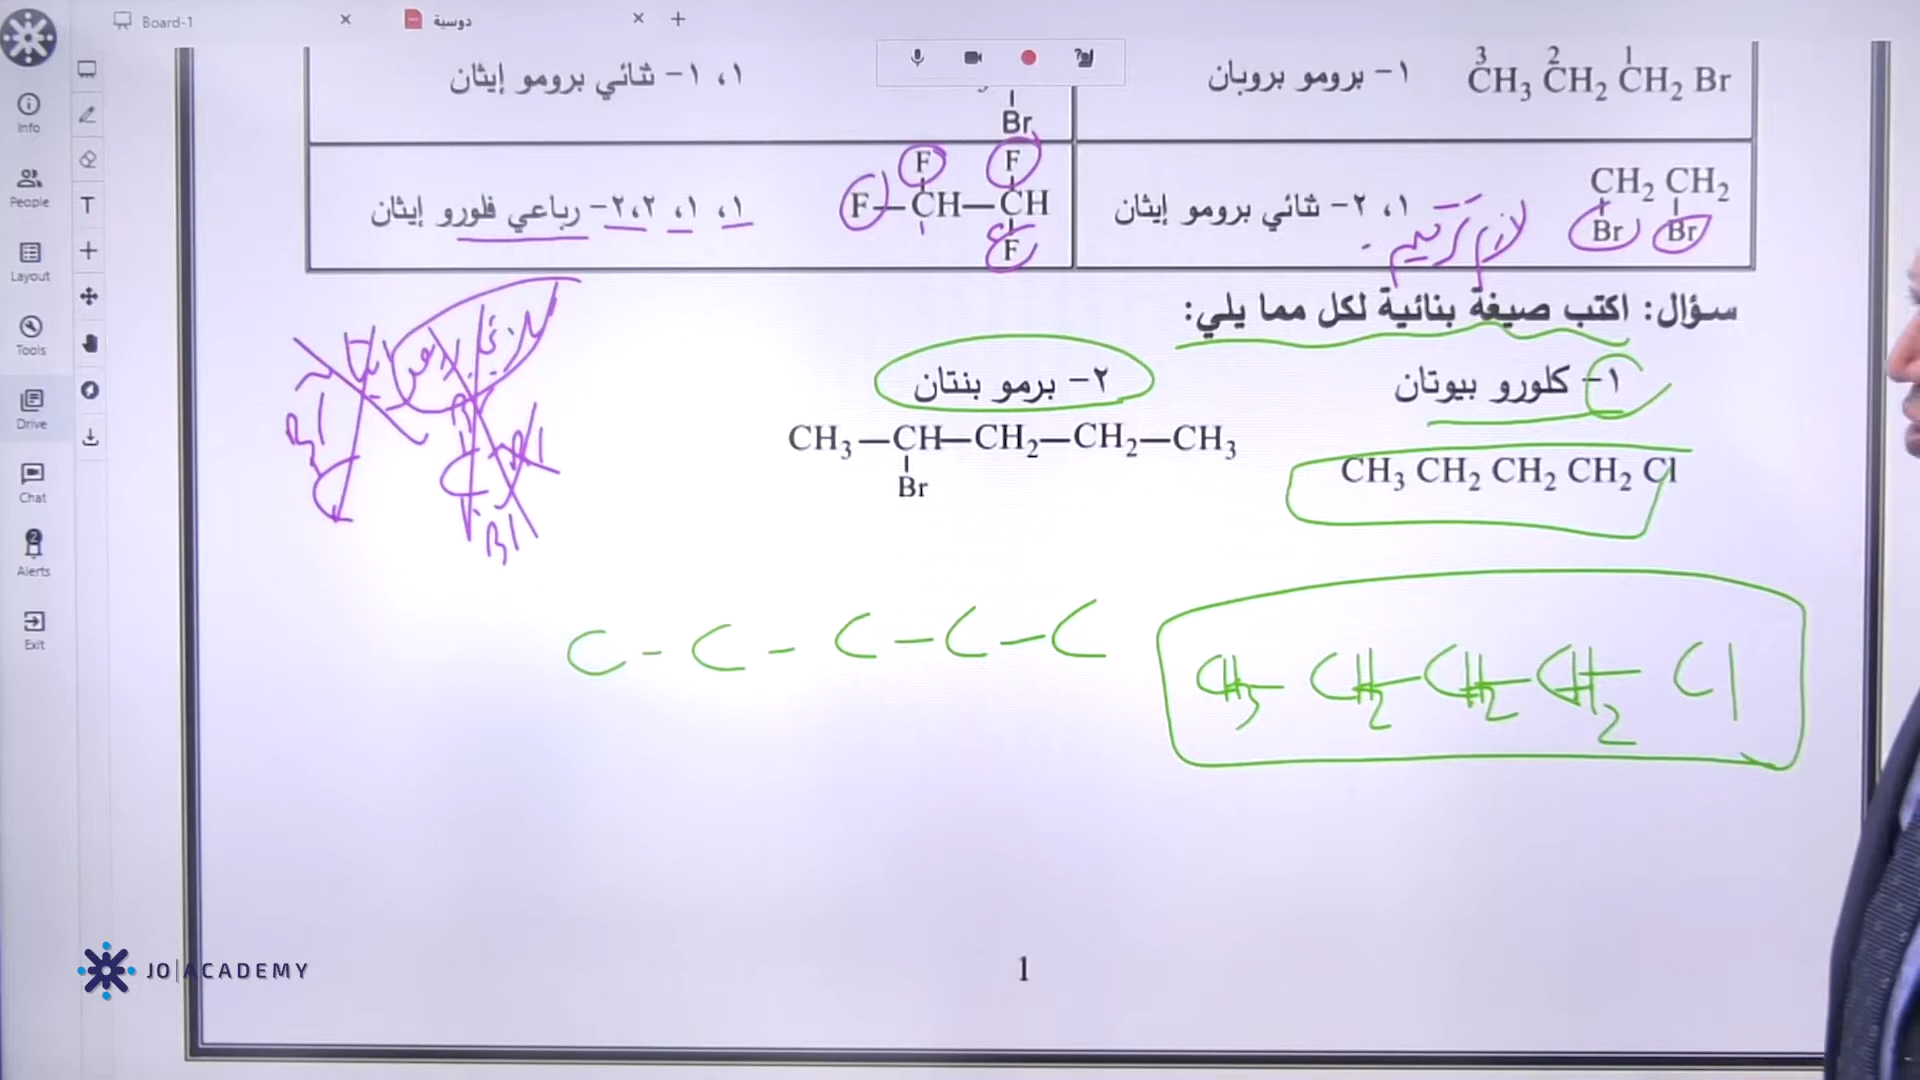 Board-1
دوسية
Info
People
Layout
Tools
Drive
Chat
2
Alerts
Exit
T
3 2 1
CH₃ CH₂ CH₂ Br
١- برومو بروبان
Br
١، ١- ثنائي برومو إيثان
CH₂ CH₂
Br Br
١، ٢- ثنائي برومو إيثان
لازم ترقيم
F F
F—CH—CH
F
١، ١، ٢،٢- رباعي فلورو إيثان
سؤال: اكتب صيغة بنائية لكل مما يلي:
١- كلورو بيوتان
CH₃ CH₂ CH₂ CH₂ Cl
٢- برمو بنتان
CH₃—CH—CH₂—CH₂—CH₃
Br
C - C - C - C - C
CH₃- CH₂-CH₂-CH₂- Cl
1
JO|ACADEMY